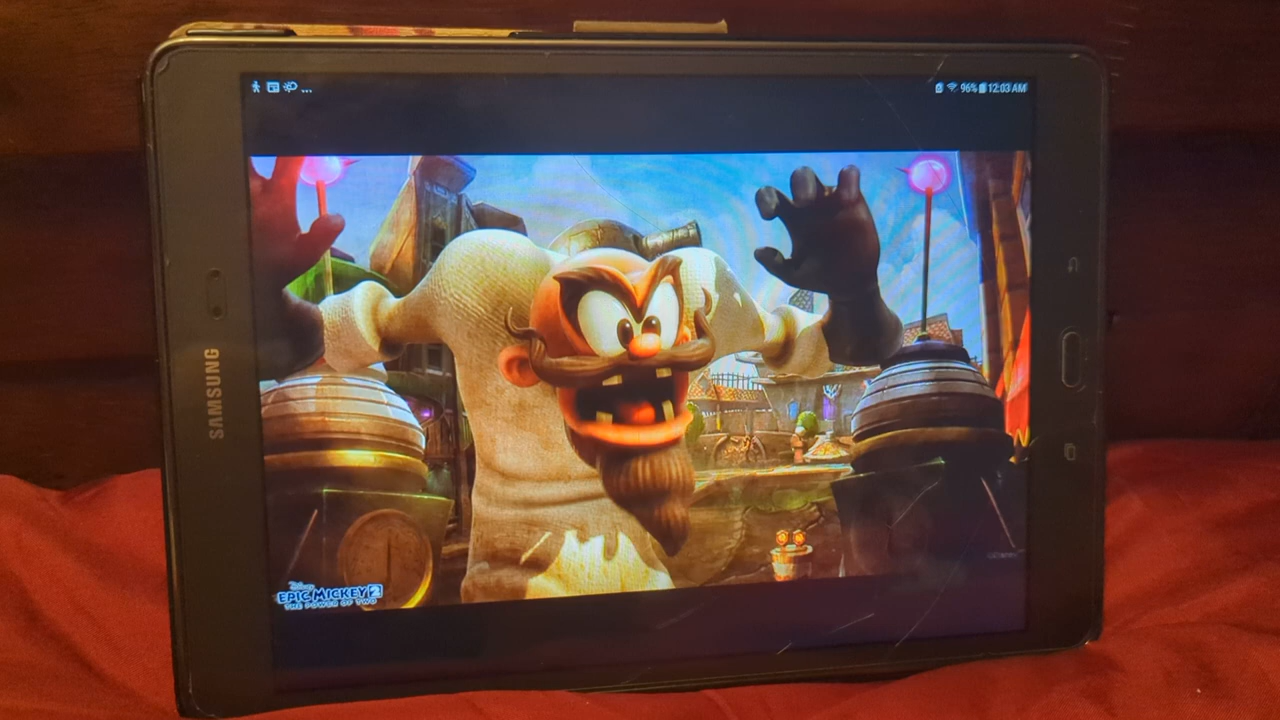 96% 12:03 AM
SAMSUNG
Disney
EPIC MICKEY 2
THE POWER OF TWO